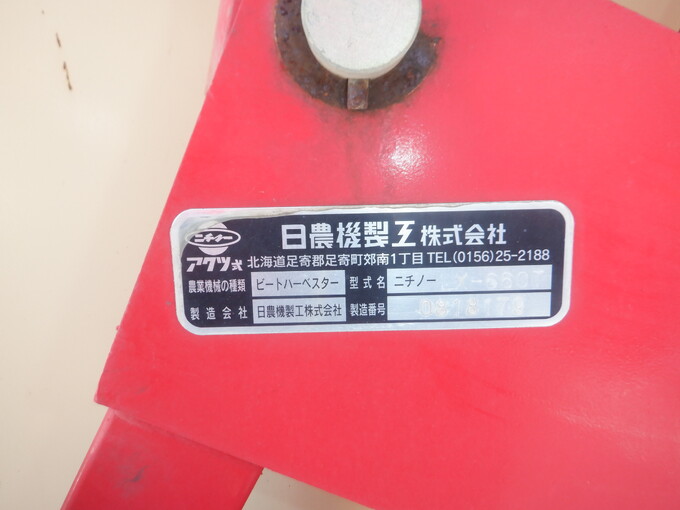 ニチノー
アクツ式
日農機製工株式会社
北海道足寄郡足寄町郊南1丁目 TEL (0156)25-2188
農業機械の種類 ビートハーベスター 型式名 ニチノー
製造会社 日農機製工株式会社 製造番号